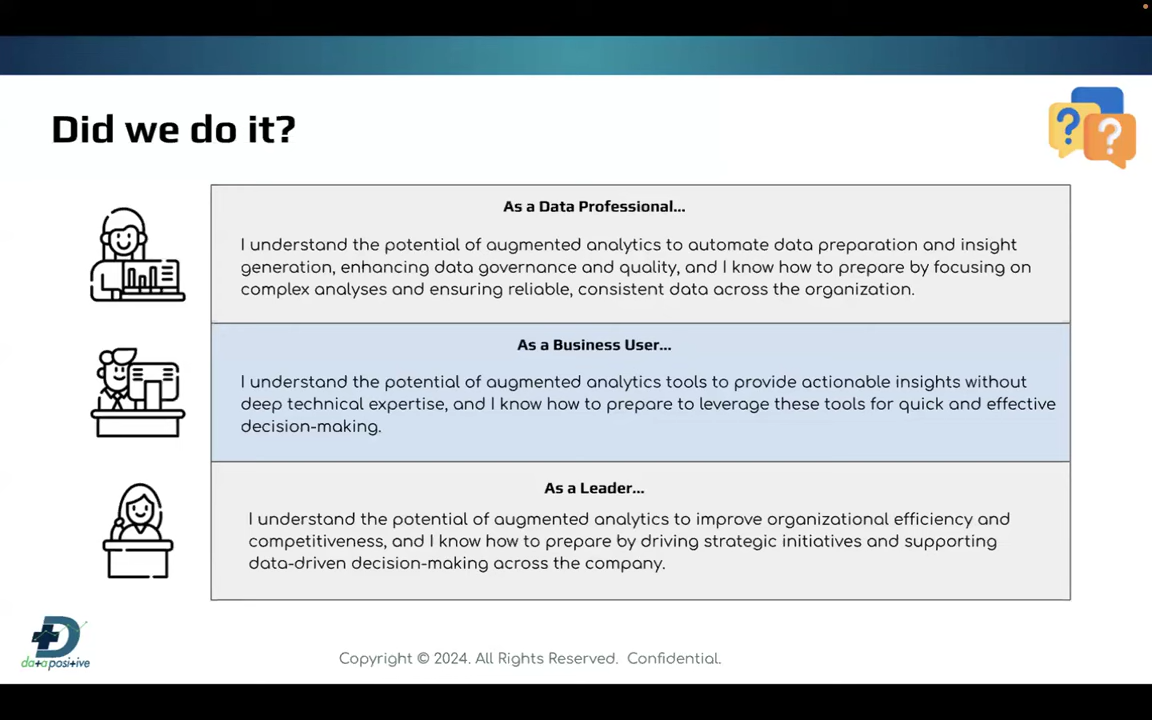 Did we do it?
? ?
As a Data Professional...
I understand the potential of augmented analytics to automate data preparation and insight
generation, enhancing data governance and quality, and I know how to prepare by focusing on
complex analyses and ensuring reliable, consistent data across the organization.
As a Business User...
I understand the potential of augmented analytics tools to provide actionable insights without
deep technical expertise, and I know how to prepare to leverage these tools for quick and effective
decision-making.
As a Leader...
I understand the potential of augmented analytics to improve organizational efficiency and
competitiveness, and I know how to prepare by driving strategic initiatives and supporting
data-driven decision-making across the company.
D
data positive
Copyright © 2024. All Rights Reserved. Confidential.